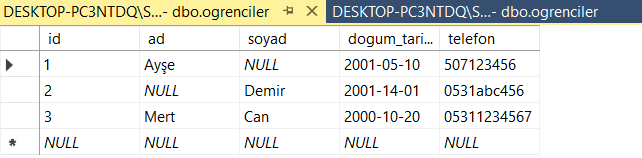 DESKTOP-PC3NTDQ\S...- dbo.ogrenciler DESKTOP-PC3NTDQ\S...- dbo.ogrenciler
id ad soyad dogum_tari... telefon
1 Ayşe NULL 2001-05-10 507123456
2 NULL Demir 2001-14-01 0531abc456
3 Mert Can 2000-10-20 05311234567
NULL NULL NULL NULL NULL